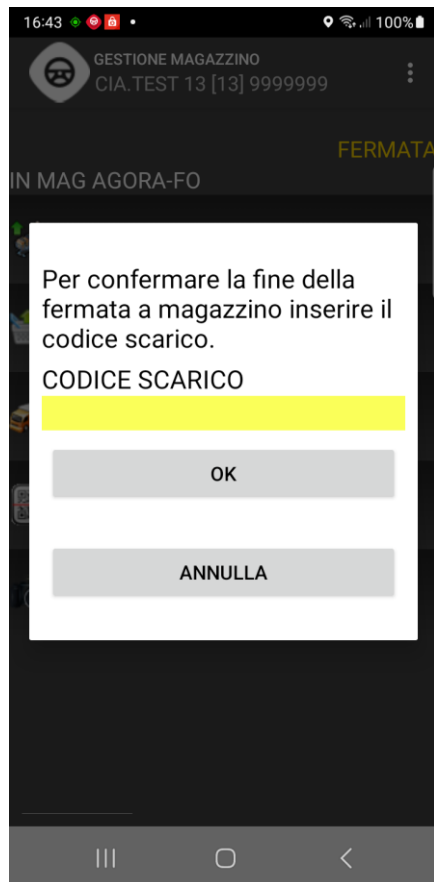 16:43
100%
GESTIONE MAGAZZINO
CIA.TEST 13 [13] 9999999
FERMATA
IN MAG AGORA-FO
Per confermare la fine della
fermata a magazzino inserire il
codice scarico.
CODICE SCARICO
OK
ANNULLA